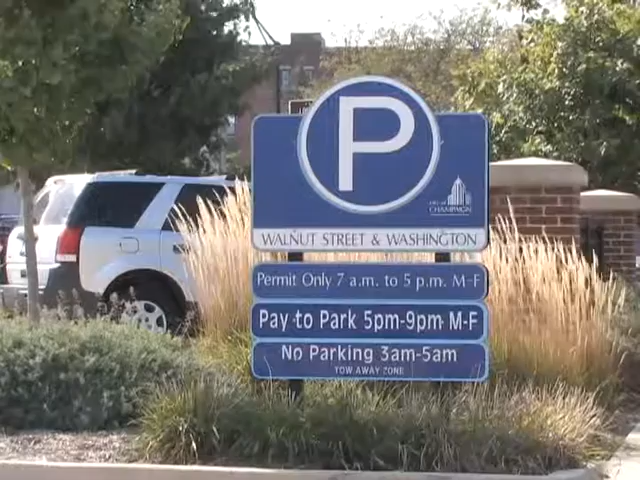 P
CITY OF
CHAMPAIGN
WALNUT STREET & WASHINGTON
Permit Only 7 a.m. to 5 p.m. M-F
Pay to Park 5pm-9pm M-F
No Parking 3am-5am
TOW AWAY ZONE